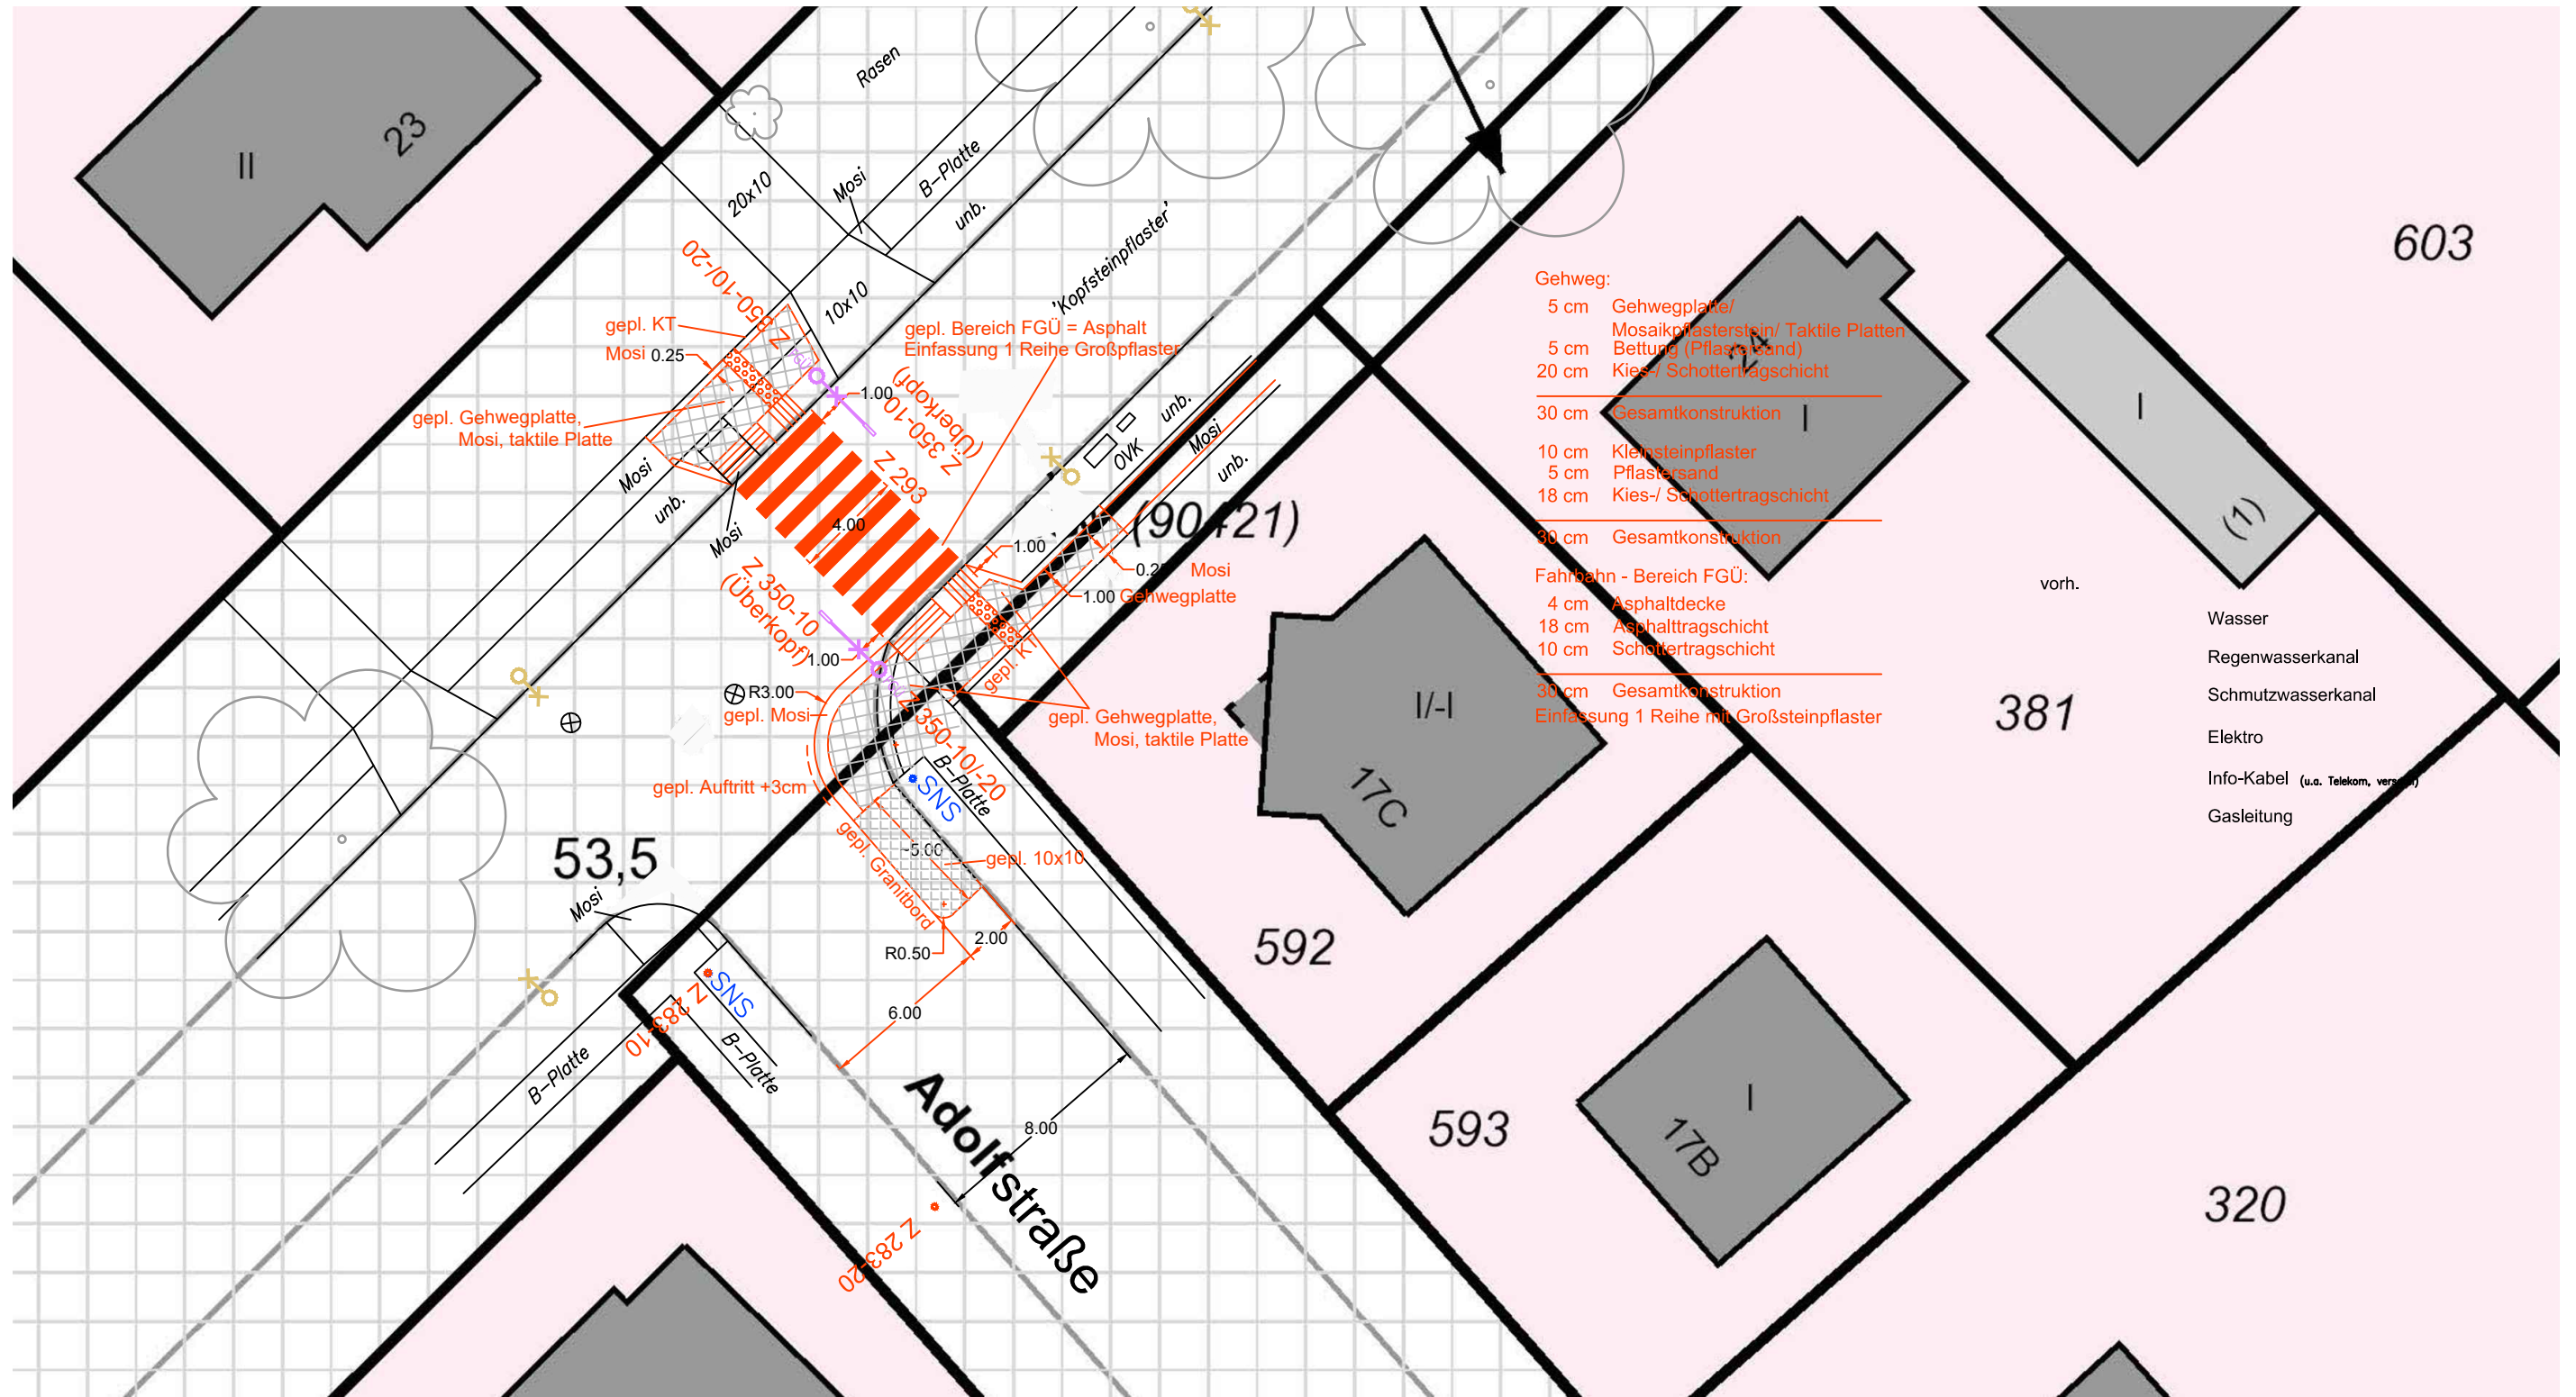 II
23
Rasen
20x10
Mosi
B-Platte
unb.
10x10
'Kopfsteinpflaster'
Z 350-10/-20
gepl. KT
Mosi 0.25
gepl. Gehwegplatte,
Mosi, taktile Platte
FGÜ
1.00
gepl. Bereich FGÜ = Asphalt
Einfassung 1 Reihe Großpflaster
Z 350-10
(Überkopf)
Z 293
4.00
Mosi
unb.
Mosi
OVK
unb.
Mosi
unb.
(90421)
1.00
0.25 Mosi
1.00 Gehwegplatte
Z 350-10
(Überkopf)
1.00
R3.00
gepl. Mosi
gepl. KT
gepl. Gehwegplatte,
Mosi, taktile Platte
gepl. Auftritt +3cm
Z 350-10/-20
B-Platte
SNS
~5.00
gepl. 10x10
gepl. Granitbord
R0.50
2.00
6.00
8.00
53,5
Mosi
SNS
Z 283-10
B-Platte
B-Platte
Adolfstraße
Z 283-20
Gehweg:
5 cm Gehwegplatte/
Mosaikpflasterstein/ Taktile Platten
5 cm Bettung (Pflastersand)
20 cm Kies-/ Schottertragschicht
30 cm Gesamtkonstruktion
10 cm Kleinsteinpflaster
5 cm Pflastersand
18 cm Kies-/ Schottertragschicht
30 cm Gesamtkonstruktion
Fahrbahn - Bereich FGÜ:
4 cm Asphaltdecke
18 cm Asphalttragschicht
10 cm Schottertragschicht
30 cm Gesamtkonstruktion
Einfassung 1 Reihe mit Großsteinpflaster
24
I
I
(1)
603
381
I/-I
17C
592
593
I
17B
320
vorh.
Wasser
Regenwasserkanal
Schmutzwasserkanal
Elektro
Info-Kabel (u.a. Telekom,
Gasleitung